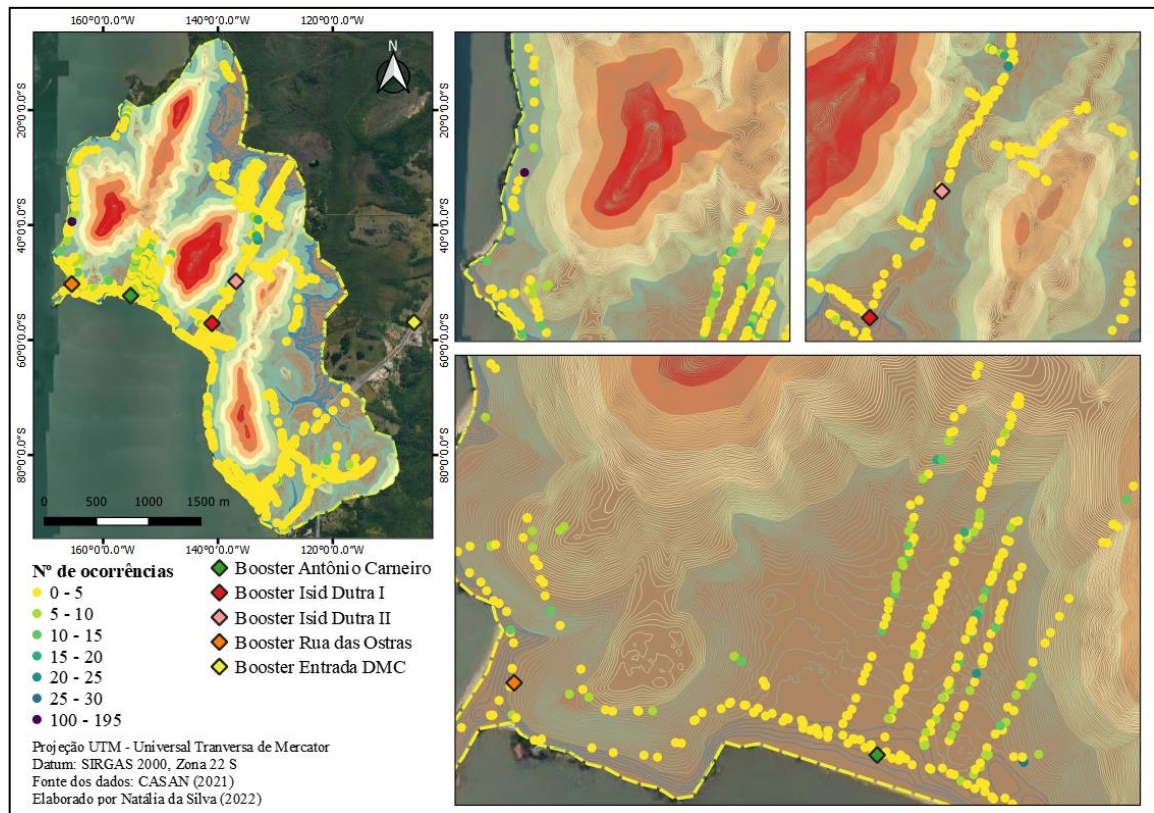 160°0'0.0"W 140°0'0.0"W 120°0'0.0"W
N
20°0'0.0"S 20°0'0.0"S
40°0'0.0"S 40°0'0.0"S
60°0'0.0"S 60°0'0.0"S
80°0'0.0"S 80°0'0.0"S
0 500 1000 1500 m
160°0'0.0"W 140°0'0.0"W 120°0'0.0"W
Nº de ocorrências
0 - 5
5 - 10
10 - 15
15 - 20
20 - 25
25 - 30
100 - 195
Booster Antônio Carneiro
Booster Isid Dutra I
Booster Isid Dutra II
Booster Rua das Ostras
Booster Entrada DMC
Projeção UTM - Universal Tranversa de Mercator
Datum: SIRGAS 2000, Zona 22 S
Fonte dos dados: CASAN (2021)
Elaborado por Natália da Silva (2022)